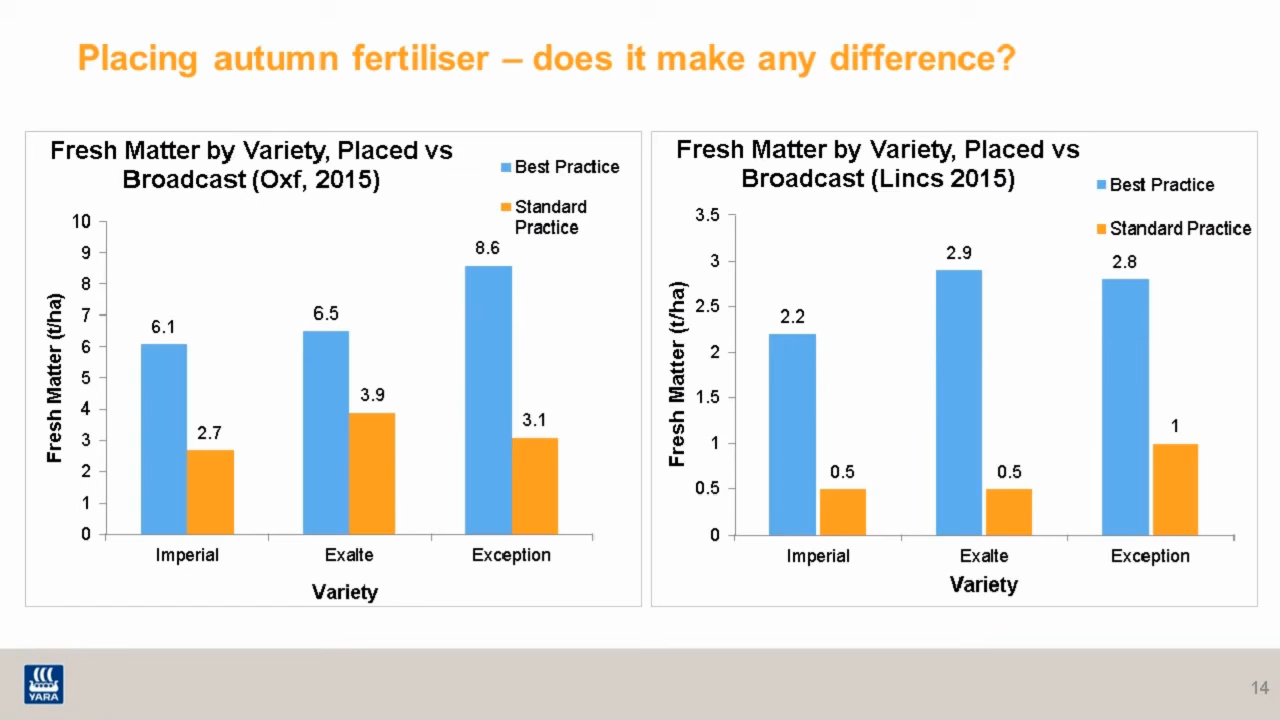 Placing autumn fertiliser – does it make any difference?
Fresh Matter by Variety, Placed vs
Broadcast (Oxf, 2015)
Best Practice
Standard
Practice
Fresh Matter (t/ha)
10
9
8
7
6
5
4
3
2
1
0
6.1
2.7
6.5
3.9
8.6
3.1
Imperial
Exalte
Exception
Variety
Fresh Matter by Variety, Placed vs
Broadcast (Lincs 2015)
Best Practice
Standard Practice
Fresh Matter (t/ha)
3.5
3
2.5
2
1.5
1
0.5
0
2.2
0.5
2.9
0.5
2.8
1
Imperial
Exalte
Exception
Variety
YARA
14